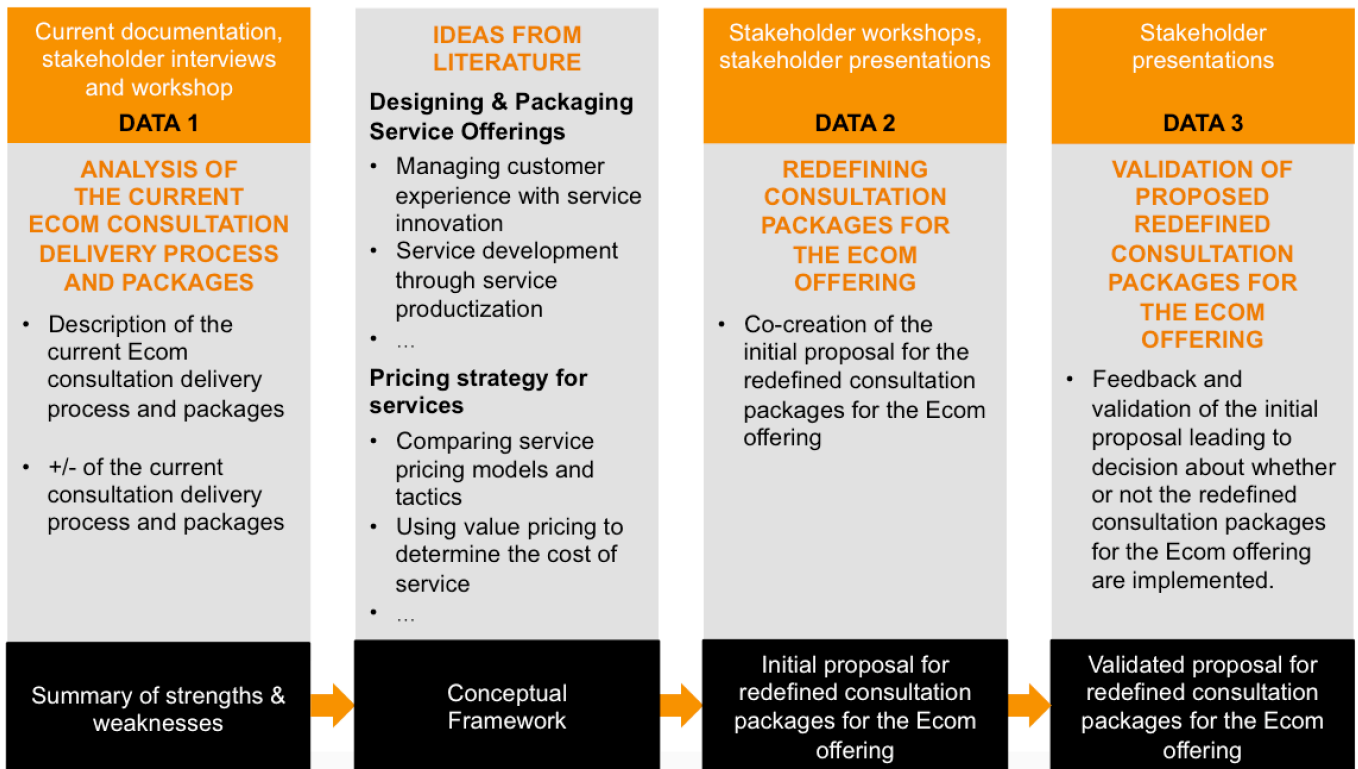 Current documentation,
stakeholder interviews
and workshop
DATA 1
ANALYSIS OF
THE CURRENT
ECOM CONSULTATION
DELIVERY PROCESS
AND PACKAGES
• Description of the
current Ecom
consultation delivery
process and packages
• +/- of the current
consultation delivery
process and packages
Summary of strengths &
weaknesses
IDEAS FROM
LITERATURE
Designing & Packaging
Service Offerings
• Managing customer
experience with service
innovation
• Service development
through service
productization
• …
Pricing strategy for
services
• Comparing service
pricing models and
tactics
• Using value pricing to
determine the cost of
service
• …
Conceptual
Framework
Stakeholder workshops,
stakeholder presentations
DATA 2
REDEFINING
CONSULTATION
PACKAGES FOR
THE ECOM
OFFERING
• Co-creation of the
initial proposal for the
redefined consultation
packages for the Ecom
offering
Initial proposal for
redefined consultation
packages for the Ecom
offering
Stakeholder
presentations
DATA 3
VALIDATION OF
PROPOSED
REDEFINED
CONSULTATION
PACKAGES FOR
THE ECOM
OFFERING
• Feedback and
validation of the initial
proposal leading to
decision about whether
or not the redefined
consultation packages
for the Ecom offering
are implemented.
Validated proposal for
redefined consultation
packages for the Ecom
offering